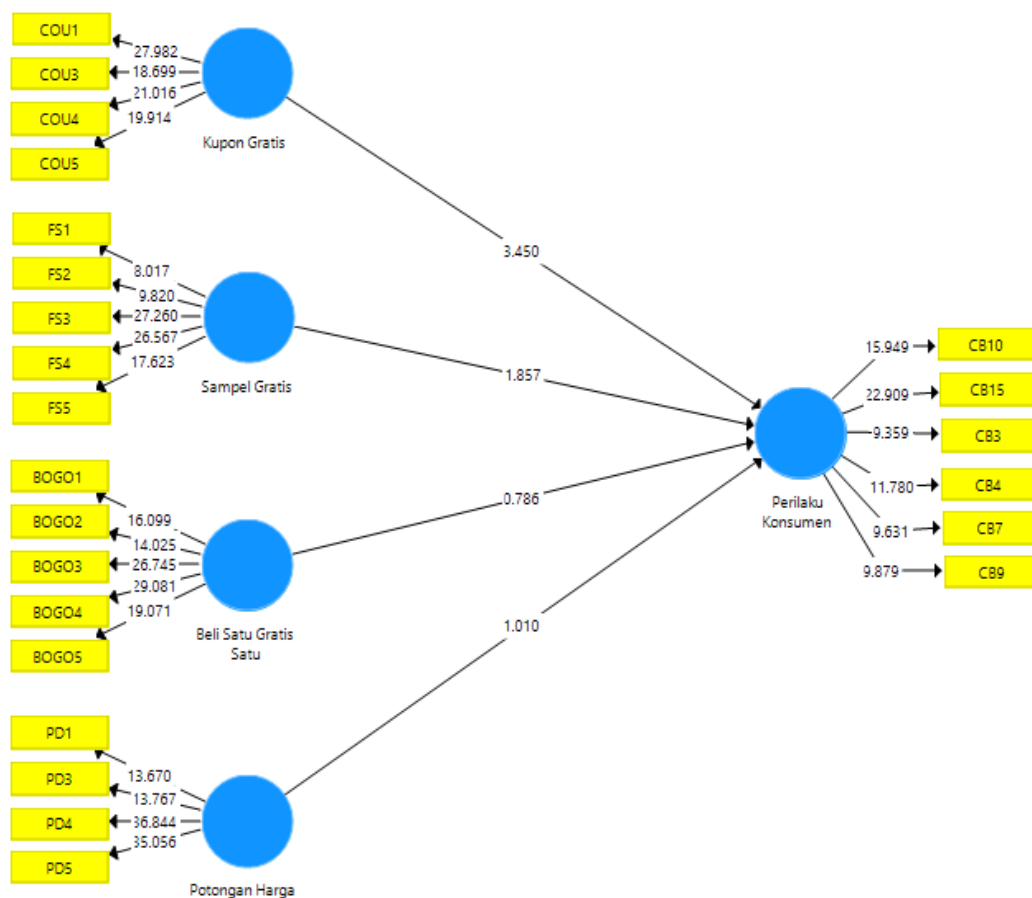 COU1
27.982
COU3
18.699
21.016
COU4
19.914
Kupon Gratis
COU5
3.450
FS1
8.017
FS2
9.820
FS3
27.260
26.567
FS4
17.623
Sampel Gratis
FS5
1.857
15.949
CB10
22.909
CB15
9.359
CB3
11.780
CB4
Perilaku
Konsumen
9.631
CB7
9.879
CB9
BOGO1
0.786
16.099
BOGO2
14.025
BOGO3
26.745
29.081
BOGO4
19.071
Beli Satu Gratis
Satu
BOGO5
1.010
PD1
13.670
PD3
13.767
PD4
36.844
35.056
PD5
Potongan Harga